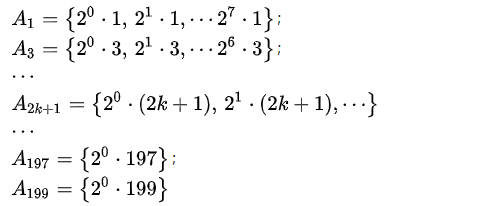 A₁ = {2⁰ · 1, 2¹ · 1, ⋯ 2⁷ · 1};
A₃ = {2⁰ · 3, 2¹ · 3, ⋯ 2⁶ · 3};
⋯
A₂ₖ₊₁ = {2⁰ · (2k + 1), 2¹ · (2k + 1), ⋯}
⋯
A₁₉₇ = {2⁰ · 197};
A₁₉₉ = {2⁰ · 199}